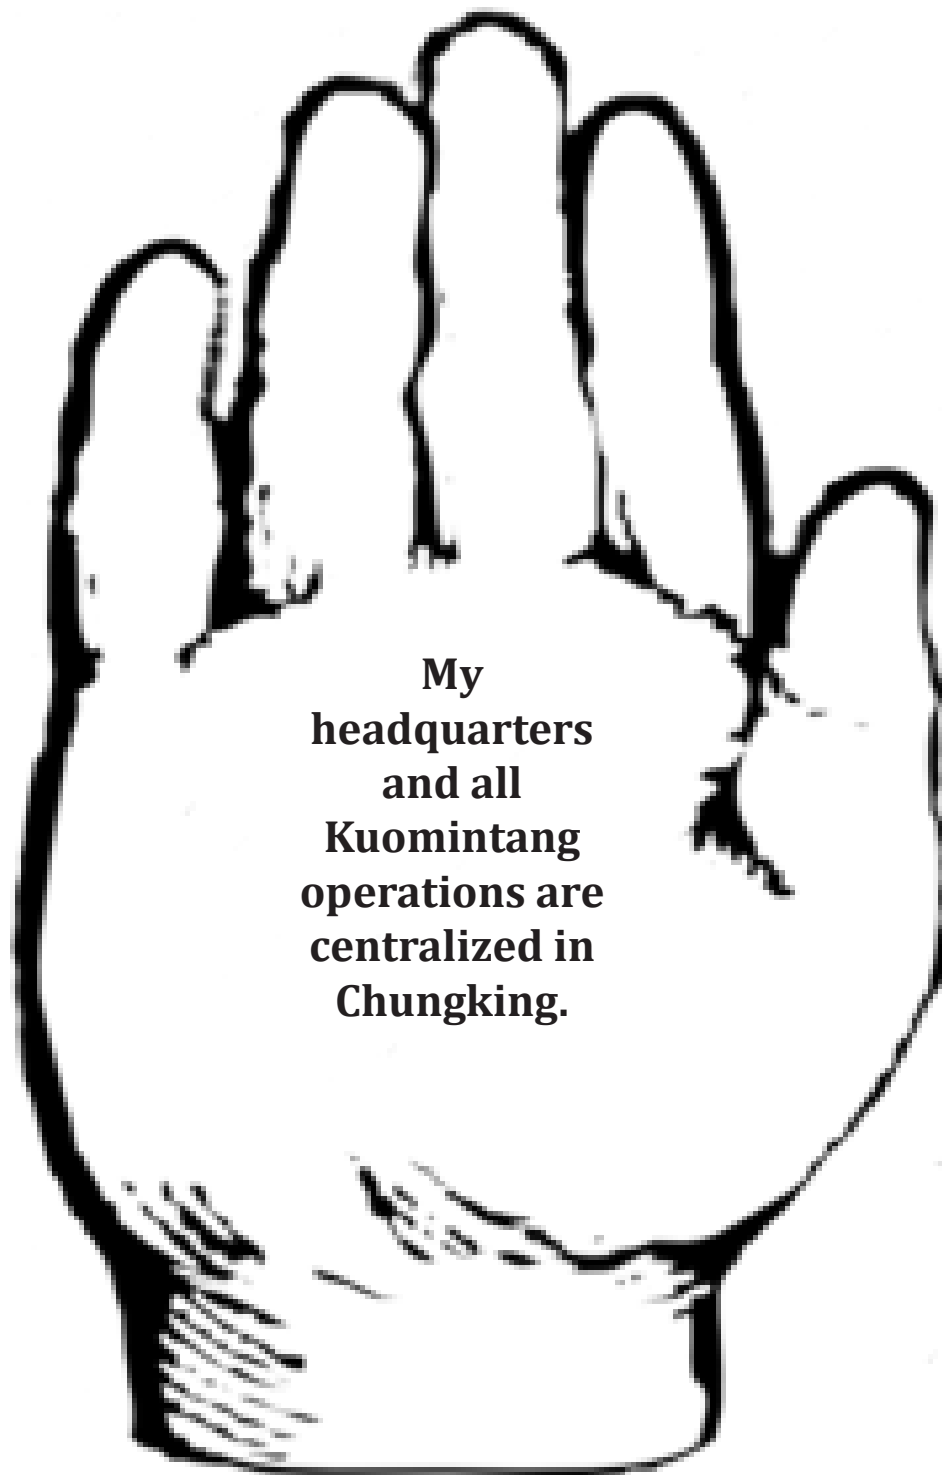 My
headquarters
and all
Kuomintang
operations are
centralized in
Chungking.